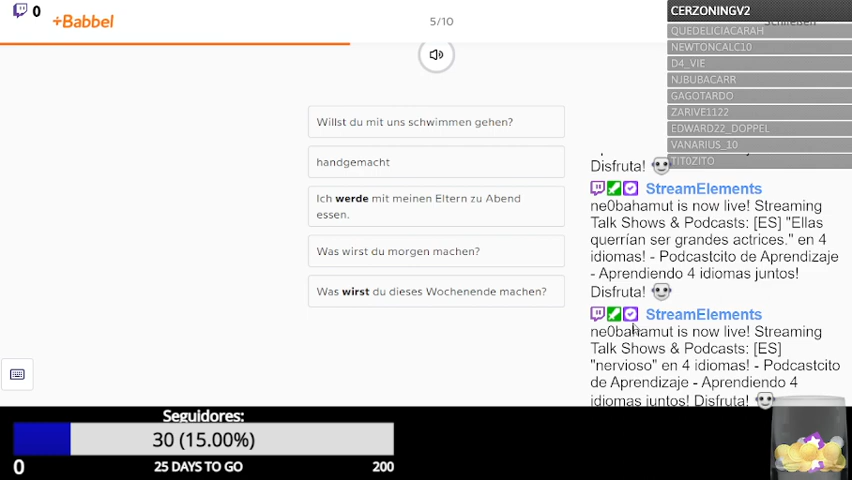 0
+Babbel
5/10
CERZONINGV2
QUEDELICIACARAH
NEWTONCALC10
D4_VIE
NJBUBACARR
GAGOTARDO
ZARIVE1122
EDWARD22_DOPPEL
VANARIUS_10
TIT0ZITO
Willst du mit uns schwimmen gehen?
handgemacht
Ich werde mit meinen Eltern zu Abend
essen.
Was wirst du morgen machen?
Was wirst du dieses Wochenende machen?
Disfruta!
StreamElements
ne0bahamut is now live! Streaming
Talk Shows & Podcasts: [ES] "Ellas
querrían ser grandes actrices." en 4
idiomas! - Podcastcito de Aprendizaje
- Aprendiendo 4 idiomas juntos!
Disfruta!
StreamElements
ne0bahamut is now live! Streaming
Talk Shows & Podcasts: [ES]
"nervioso" en 4 idiomas! - Podcastcito
de Aprendizaje - Aprendiendo 4
idiomas juntos! Disfruta!
Seguidores:
30 (15.00%)
0 25 DAYS TO GO 200